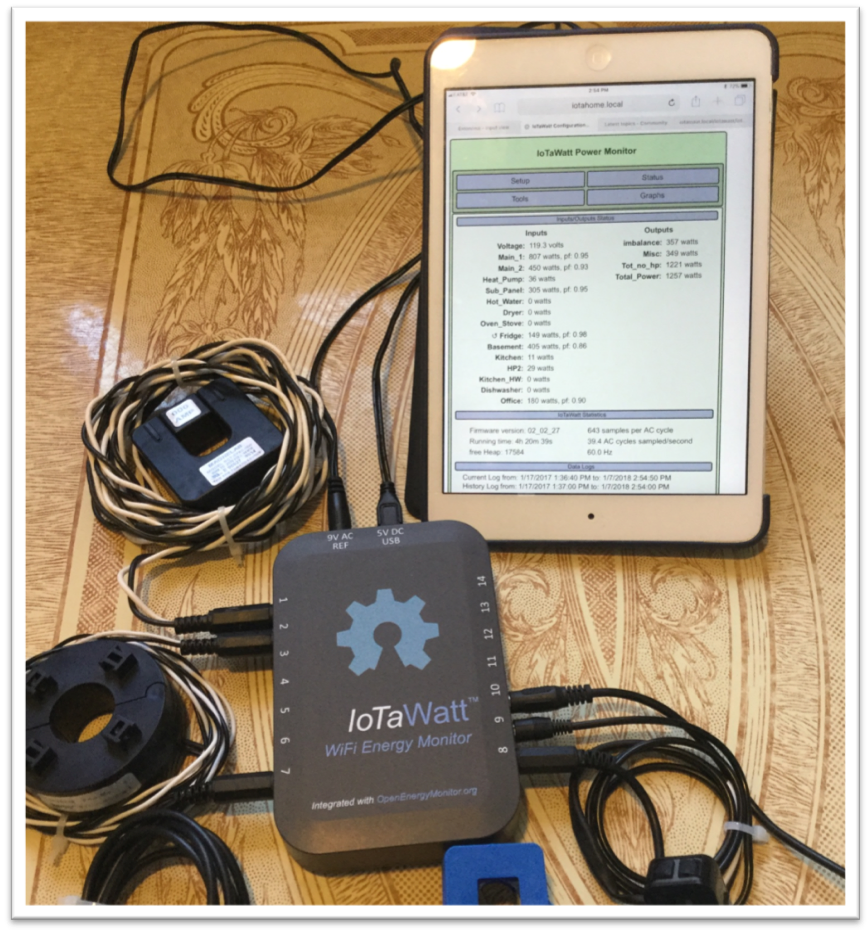 2:54 PM
iotahome.local
IoTaWatt Configuration...
Latest topics - Community
IoTaWatt Power Monitor
Setup
Status
Tools
Graphs
Inputs/Outputs Status
Inputs
Outputs
Voltage: 119.3 volts
imbalance: 357 watts
Main_1: 807 watts, pf: 0.95
Misc: 349 watts
Main_2: 450 watts, pf: 0.93
Tot_no_hp: 1221 watts
Heat_Pump: 36 watts
Total_Power: 1257 watts
Sub_Panel: 305 watts, pf: 0.95
Hot_Water: 0 watts
Dryer: 0 watts
Oven_Stove: 0 watts
↺ Fridge: 149 watts, pf: 0.98
Basement: 405 watts, pf: 0.86
Kitchen: 11 watts
HP2: 29 watts
Kitchen_HW: 0 watts
Dishwasher: 0 watts
Office: 180 watts, pf: 0.90
IoTaWatt Statistics
Firmware version: 02_02_27
643 samples per AC cycle
Running time: 4h 20m 39s
39.4 AC cycles sampled/second
free Heap: 17584
60.0 Hz
Data Logs
Current Log from: 1/17/2017 1:36:40 PM to: 1/7/2018 2:54:50 PM
History Log from: 1/17/2017 1:37:00 PM to: 1/7/2018 2:54:00 PM
9V AC
REF
5V DC
USB
1
2
3
4
5
6
7
14
13
12
11
10
9
8
IoTaWatt™
WiFi Energy Monitor
Integrated with OpenEnergyMonitor.org